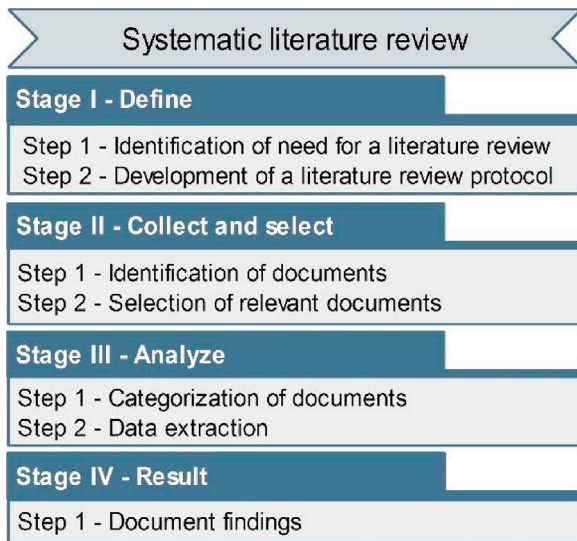 Systematic literature review
Stage I - Define
Step 1 - Identification of need for a literature review
Step 2 - Development of a literature review protocol
Stage II - Collect and select
Step 1 - Identification of documents
Step 2 - Selection of relevant documents
Stage III - Analyze
Step 1 - Categorization of documents
Step 2 - Data extraction
Stage IV - Result
Step 1 - Document findings